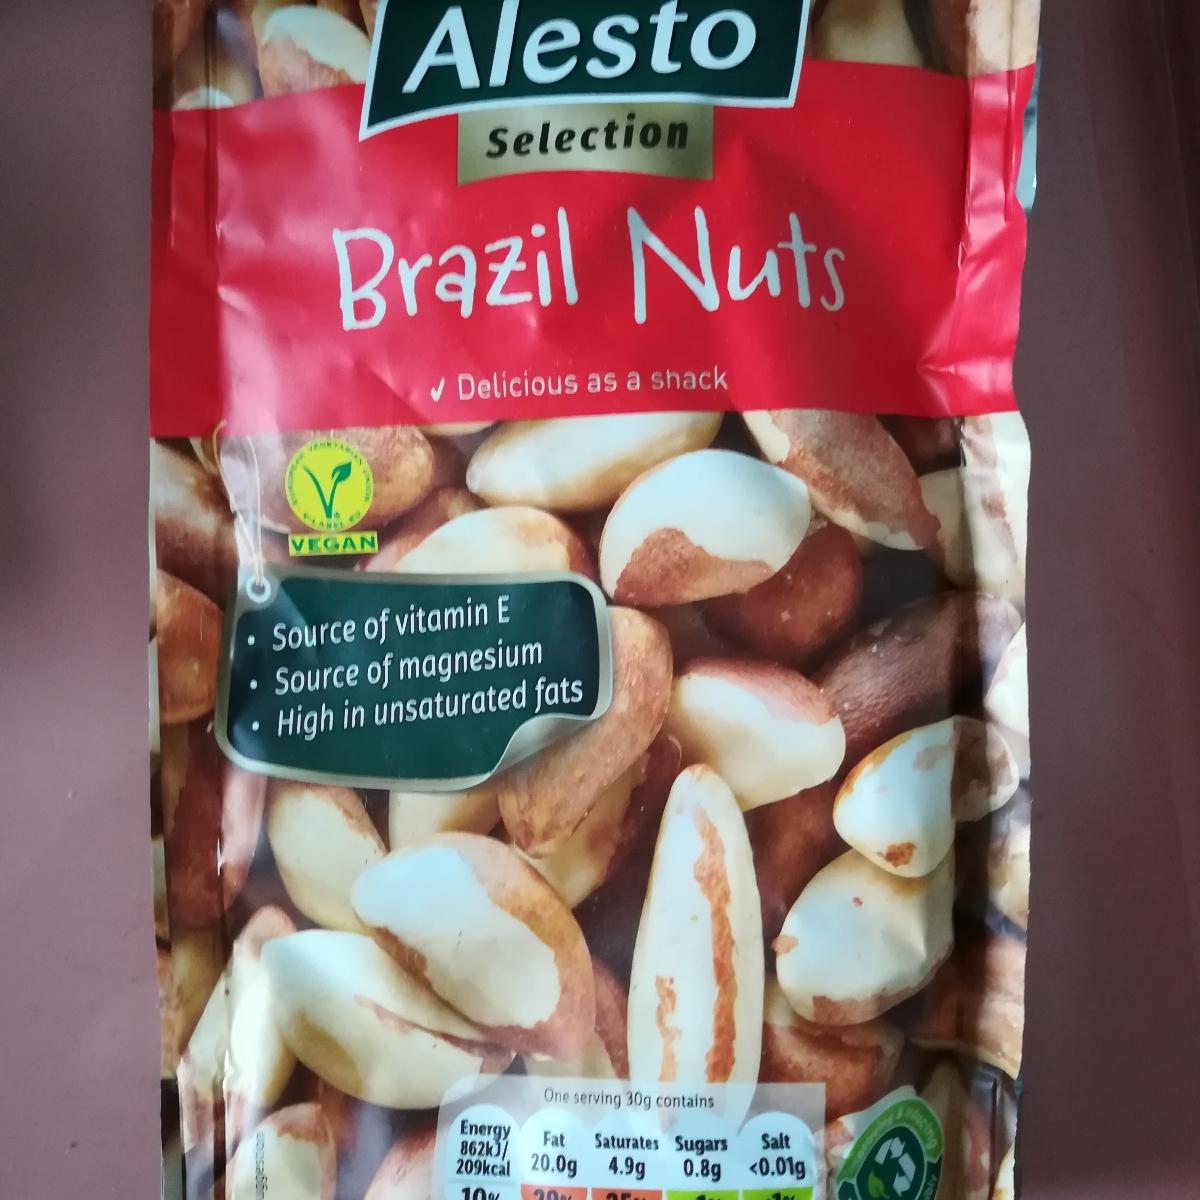 Alesto
Selection
Brazil Nuts
✓ Delicious as a snack
VEGAN
• Source of vitamin E
• Source of magnesium
• High in unsaturated fats
One serving 30g contains
Energy 862kJ/ 209kcal
Fat 20.0g
Saturates 4.9g
Sugars 0.8g
Salt <0.01g
10%